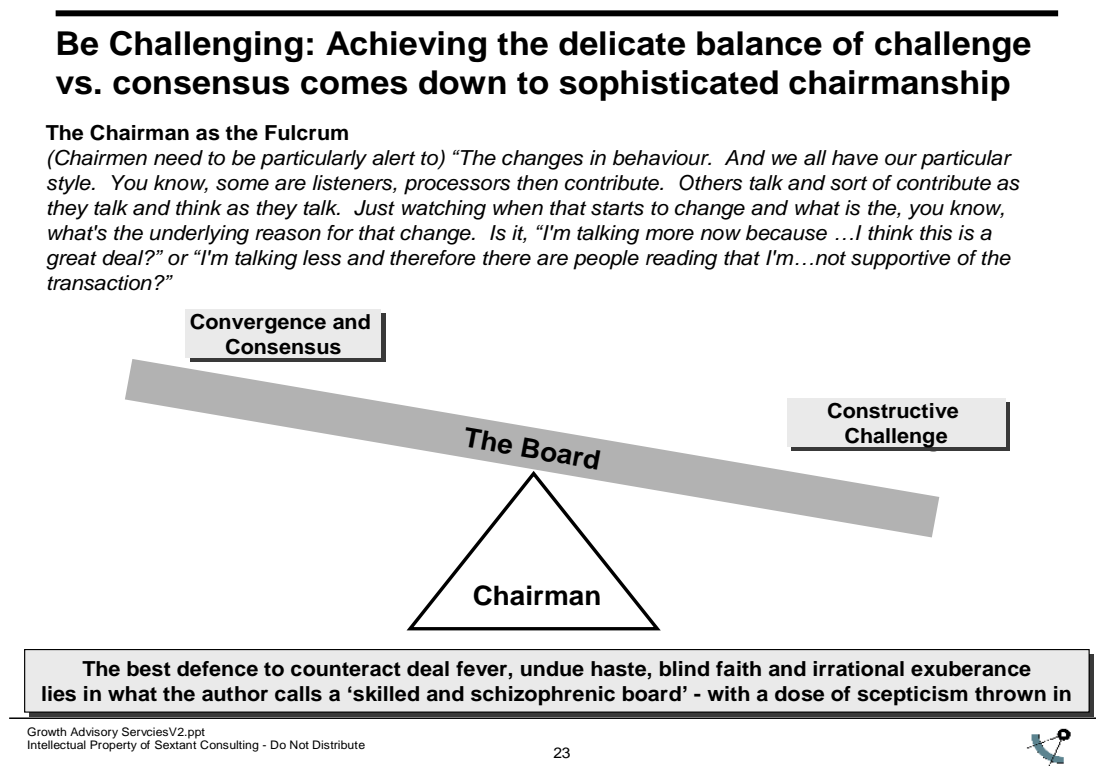 Be Challenging: Achieving the delicate balance of challenge
vs. consensus comes down to sophisticated chairmanship
The Chairman as the Fulcrum
(Chairmen need to be particularly alert to) “The changes in behaviour.  And we all have our particular
style.  You know, some are listeners, processors then contribute.  Others talk and sort of contribute as
they talk and think as they talk.  Just watching when that starts to change and what is the, you know,
what's the underlying reason for that change.  Is it, “I'm talking more now because …I think this is a
great deal?” or “I'm talking less and therefore there are people reading that I'm…not supportive of the
transaction?”
Convergence and
Consensus
Constructive
Challenge
The Board
Chairman
The best defence to counteract deal fever, undue haste, blind faith and irrational exuberance
lies in what the author calls a ‘skilled and schizophrenic board’ - with a dose of scepticism thrown in
Growth Advisory ServciesV2.ppt
Intellectual Property of Sextant Consulting - Do Not Distribute
23